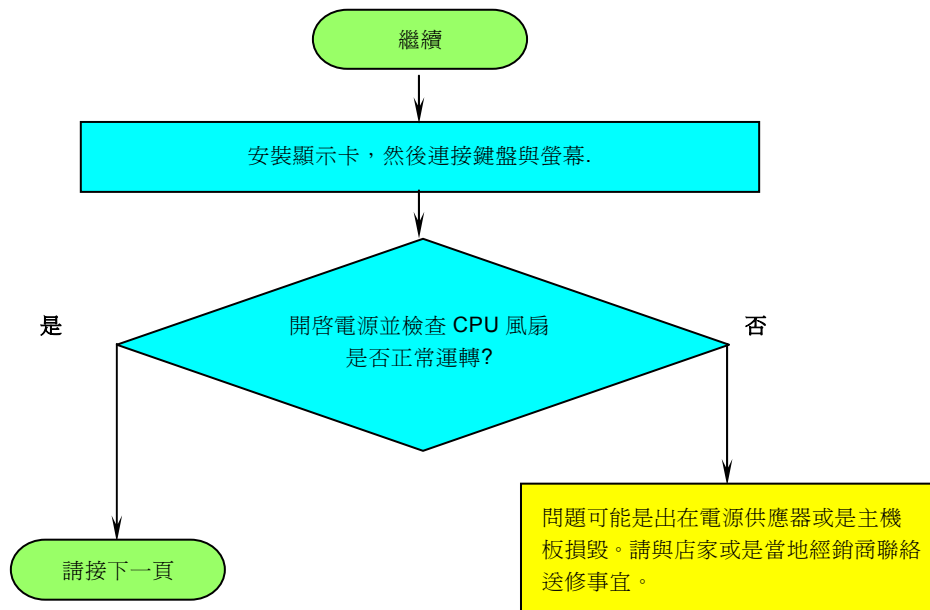 繼續
安裝顯示卡，然後連接鍵盤與螢幕.
開啓電源並檢查 CPU 風扇
是否正常運轉?
是
否
問題可能是出在電源供應器或是主機
板損毀。請與店家或是當地經銷商聯絡
送修事宜。
請接下一頁